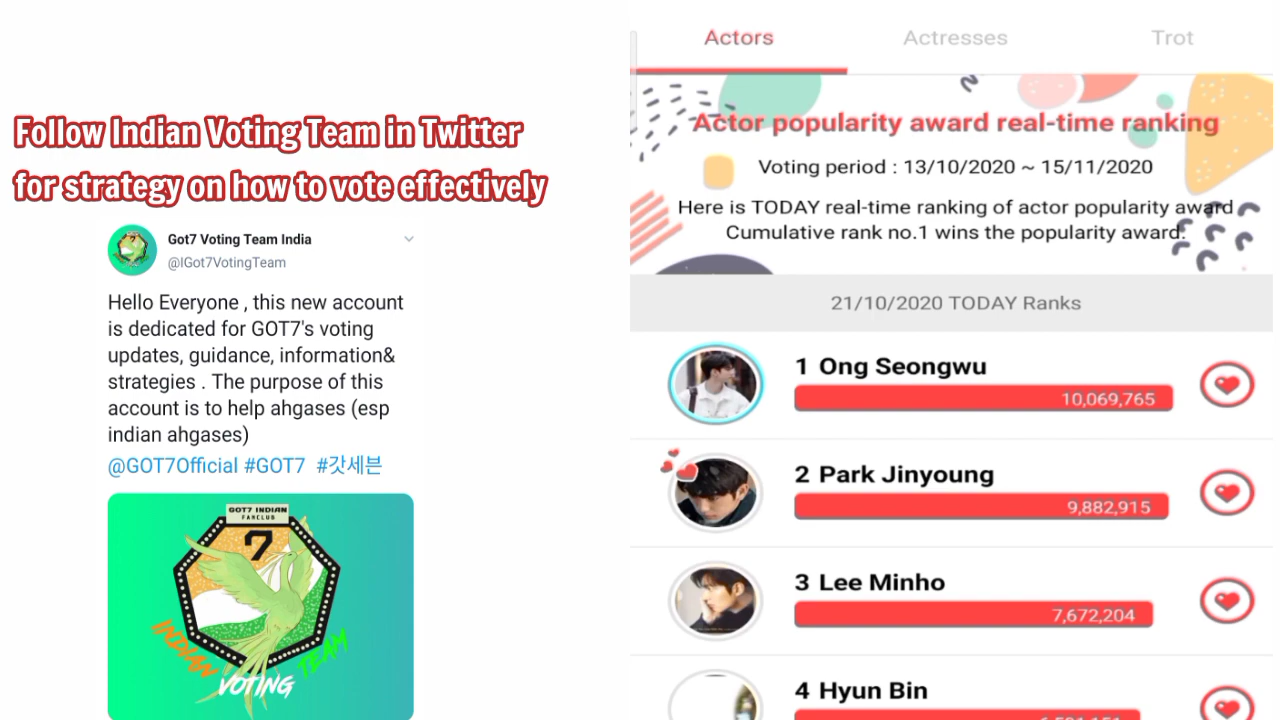 Follow Indian Voting Team in Twitter
for strategy on how to vote effectively
Got7 Voting Team India
@IGot7VotingTeam
Hello Everyone , this new account
is dedicated for GOT7's voting
updates, guidance, information&
strategies . The purpose of this
account is to help ahgases (esp
indian ahgases)
@GOT7Official #GOT7 #갓세븐
GOT7 INDIAN
FANCLUB
7
INDIAN
VOTING
TEAM
Actors
Actresses
Trot
Actor popularity award real-time ranking
Voting period : 13/10/2020 ~ 15/11/2020
Here is TODAY real-time ranking of actor popularity award
Cumulative rank no.1 wins the popularity award.
21/10/2020 TODAY Ranks
1 Ong Seongwu
10,069,765
2 Park Jinyoung
9,882,915
3 Lee Minho
7,672,204
4 Hyun Bin